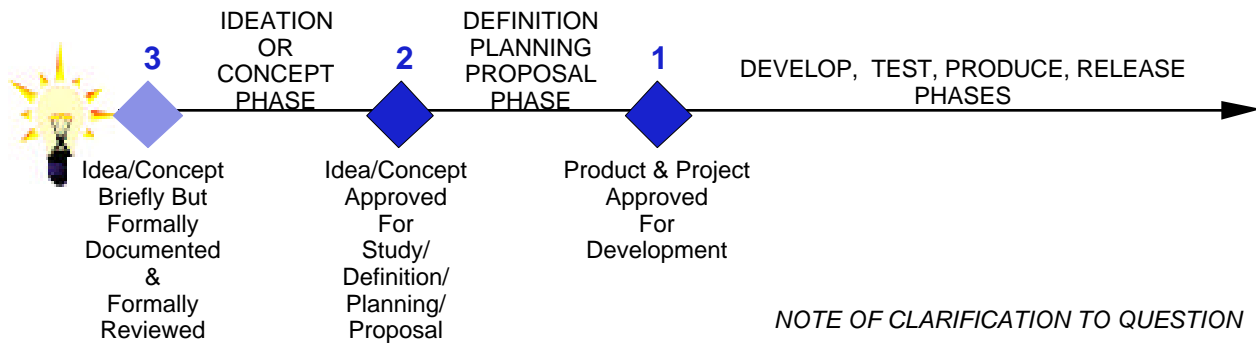 IDEATION
OR
CONCEPT
PHASE
DEFINITION
PLANNING
PROPOSAL
PHASE
3
2
1
DEVELOP, TEST, PRODUCE, RELEASE
PHASES
Idea/Concept
Briefly But
Formally
Documented
&
Formally
Reviewed
Idea/Concept
Approved
For
Study/
Definition/
Planning/
Proposal
Product & Project
Approved
For
Development
NOTE OF CLARIFICATION TO QUESTION